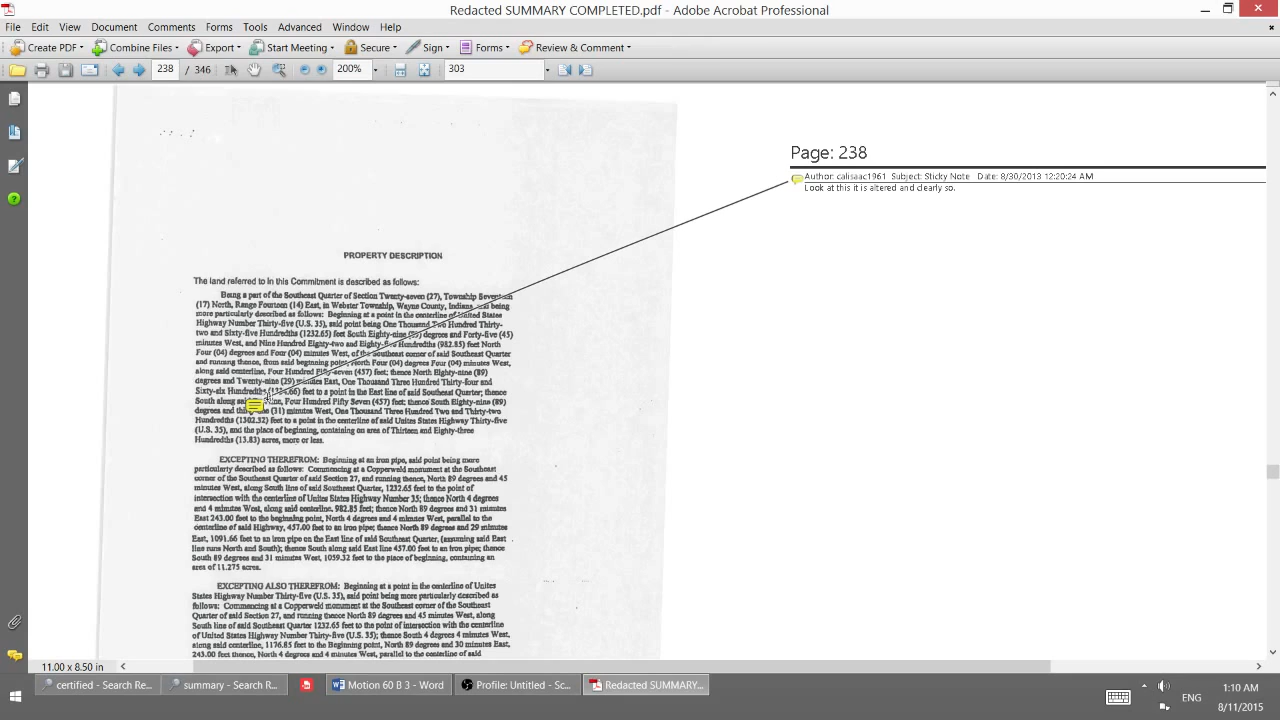 Redacted SUMMARY COMPLETED.pdf - Adobe Acrobat Professional
File Edit View Document Comments Forms Tools Advanced Window Help
Create PDF Combine Files Export Start Meeting Secure Sign Forms Review & Comment
238 / 346 200% 303
Page: 238
Author: calisaac1961 Subject: Sticky Note Date: 8/30/2013 12:20:24 AM
Look at this it is altered and clearly so.
PROPERTY DESCRIPTION
The land referred to in this Commitment is described as follows:
Being a part of the Southeast Quarter of Section Twenty-seven (27), Township Seventeen
(17) North, Range Fourteen (14) East, in Webster Township, Wayne County, Indiana, being
more particularly described as follows: Beginning at a point in the centerline of United States
Highway Number Thirty-five (U.S. 35), said point being One Thousand Two Hundred Thirty-
two and Sixty-five Hundredths (1232.65) feet South Eighty-nine (89) degrees and Forty-five (45)
minutes West, and Nine Hundred Eighty-two and Eighty-five Hundredths (982.85) feet North
Four (04) degrees and Four (04) minutes West, of the Southeast corner of said Southeast Quarter
and running thence, from said beginning point, North Four (04) degrees Four (04) minutes West,
along said centerline, Four Hundred Fifty-seven (457) feet; thence North Eighty-nine (89)
degrees and Twenty-nine (29) minutes East, One Thousand Three Hundred Thirty-four and
Sixty-six Hundredths feet to a point in the East line of said Southeast Quarter; thence
South along said line, Four Hundred Fifty Seven (457) feet; thence South Eighty-nine (89)
degrees and (31) minutes West, One Thousand Three Hundred Two and Thirty-two
Hundredths (1302.32) feet to a point in the centerline of said United States Highway Thirty-five
(U.S. 35), and the place of beginning, containing an area of Thirteen and Eighty-three
Hundredths (13.83) acres, more or less.
EXCEPTING THEREFROM: Beginning at an iron pipe, said point being more
particularly described as follows: Commencing at a Copperweld monument at the Southeast
corner of the Southeast Quarter of said Section 27, and running thence, North 89 degrees and 45
minutes West, along South line of said Southeast Quarter, 1232.65 feet to the point of
intersection with the centerline of Unites States Highway Number 35; thence North 4 degrees
and 4 minutes West, along said centerline, 982.85 feet; thence North 89 degrees and 31 minutes
East 243.00 feet to the beginning point, North 4 degrees and 4 minutes West, parallel to the
centerline of said Highway, 457.00 feet to an iron pipe; thence North 89 degrees and 29 minutes
East, 1091.66 feet to an iron pipe on the East line of said Southeast Quarter, (assuming said East
line runs North and South); thence South along said East line 457.00 feet to an iron pipe; thence
South 89 degrees and 31 minutes West, 1059.32 feet to the place of beginning, containing an
area of 11.275 acres.
EXCEPTING ALSO THEREFROM: Beginning at a point in the centerline of Unites
States Highway Number Thirty-five (U.S. 35), said point being more particularly described as
follows: Commencing at a Copperweld monument at the Southeast corner of the Southeast
Quarter of said Section 27, and running thence North 89 degrees and 45 minutes West, along
South line of said Southeast Quarter 1232.65 feet to the point of intersection with the centerline
of United States Highway Number Thirty-five (U.S. 35); thence South 4 degrees 4 minutes West,
along said centerline, 1176.85 feet to the Beginning point, North 89 degrees and 30 minutes East,
243.00 feet thence, North 4 degrees and 4 minutes West, parallel to the centerline of said
11.00 x 8.50 in
certified - Search Re... summary - Search R... Motion 60 B 3 - Word Profile: Untitled - Sc... Redacted SUMMARY...
ENG
1:10 AM
8/11/2015